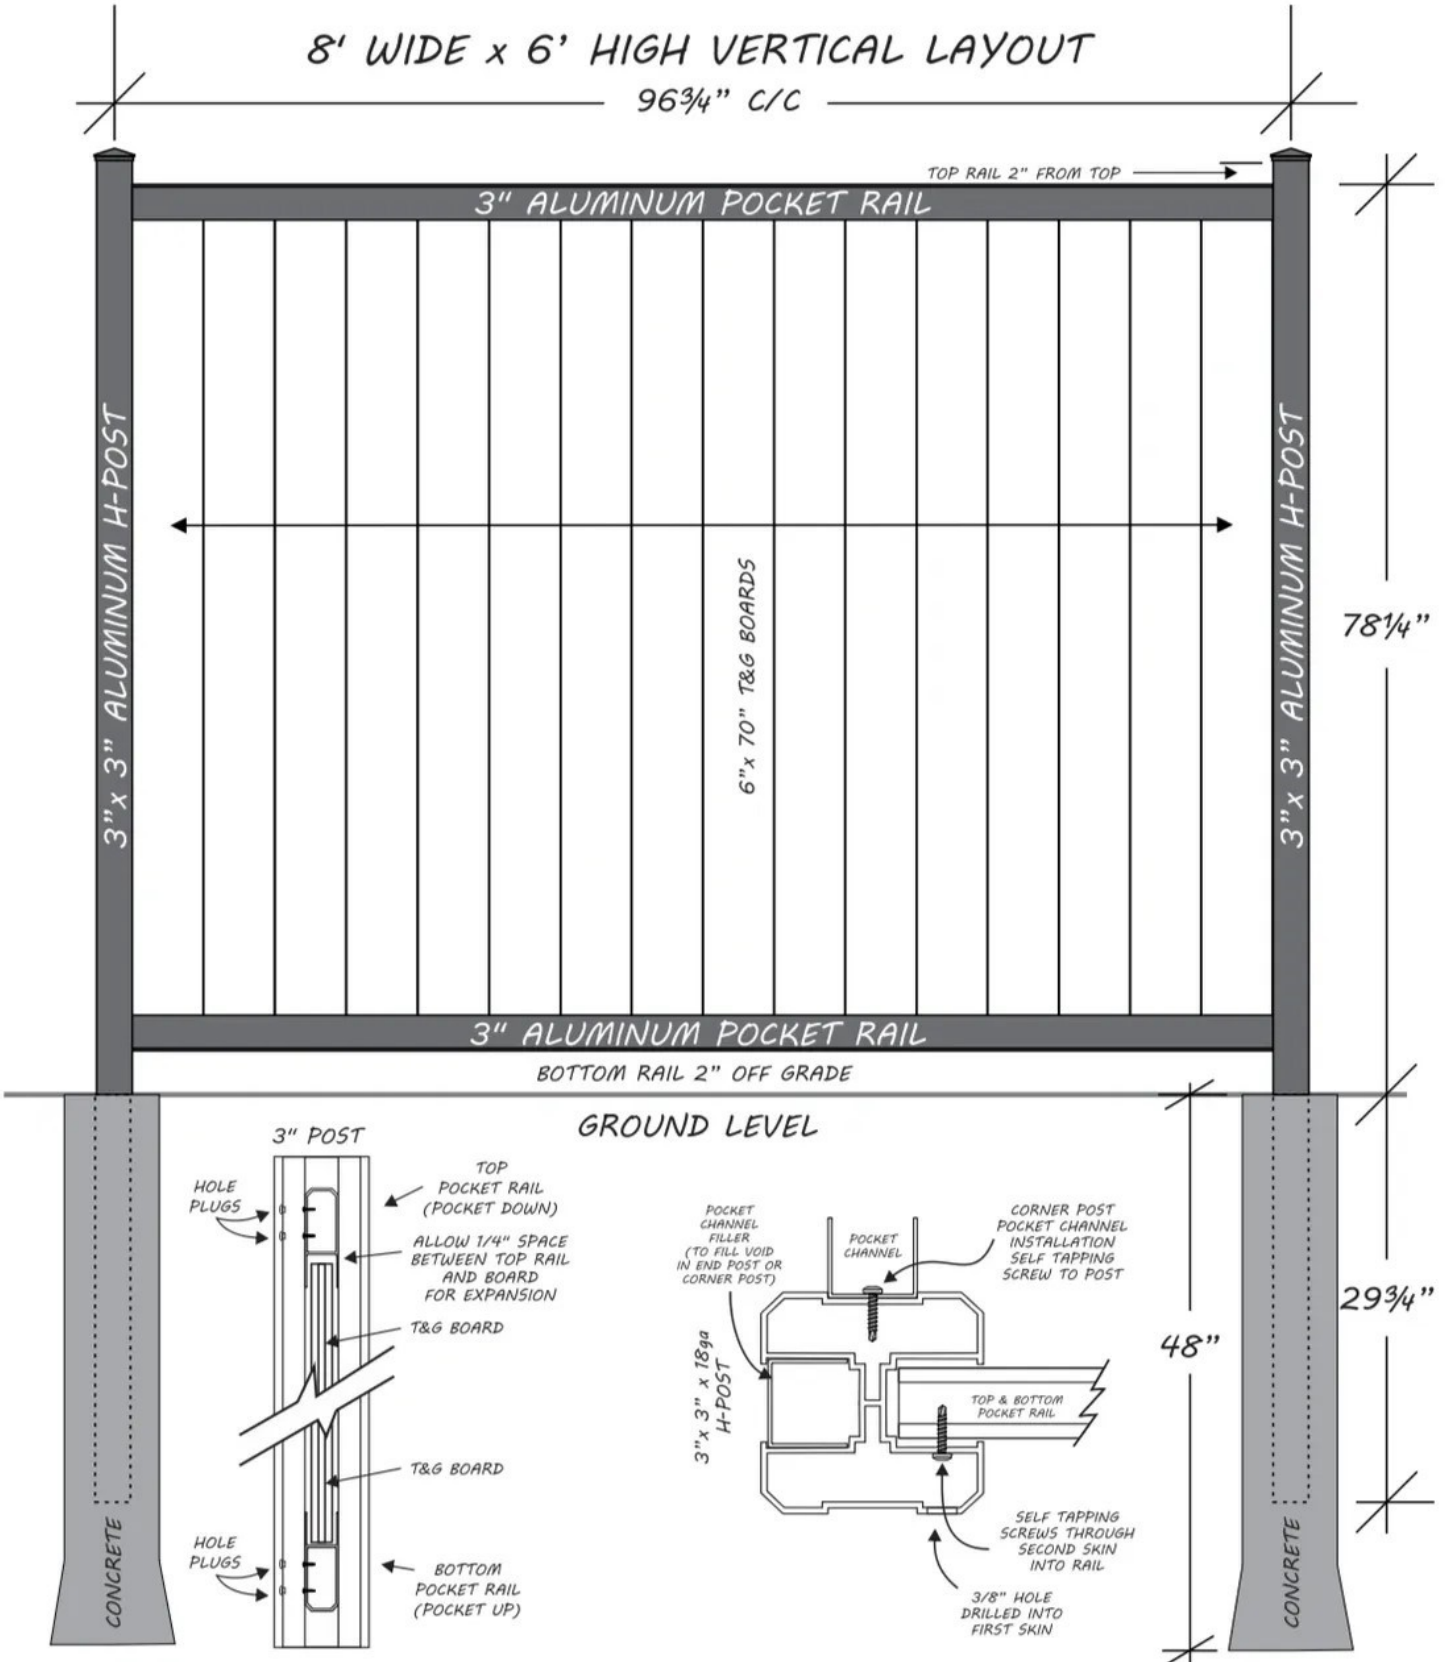 8' WIDE x 6' HIGH VERTICAL LAYOUT
96¾" C/C
TOP RAIL 2" FROM TOP
3" ALUMINUM POCKET RAIL
3"x 3" ALUMINUM H-POST
3"x 3" ALUMINUM H-POST
78¼"
6"x 70" T&G BOARDS
3" ALUMINUM POCKET RAIL
BOTTOM RAIL 2" OFF GRADE
GROUND LEVEL
3" POST
HOLE
PLUGS
TOP
POCKET RAIL
(POCKET DOWN)
ALLOW 1/4" SPACE
BETWEEN TOP RAIL
AND BOARD
FOR EXPANSION
T&G BOARD
T&G BOARD
HOLE
PLUGS
BOTTOM
POCKET RAIL
(POCKET UP)
CONCRETE
POCKET
CHANNEL
FILLER
(TO FILL VOID
IN END POST OR
CORNER POST)
POCKET
CHANNEL
CORNER POST
POCKET CHANNEL
INSTALLATION
SELF TAPPING
SCREW TO POST
3"x 3" x 18ga
H-POST
TOP & BOTTOM
POCKET RAIL
SELF TAPPING
SCREWS THROUGH
SECOND SKIN
INTO RAIL
3/8" HOLE
DRILLED INTO
FIRST SKIN
48"
29¾"
CONCRETE